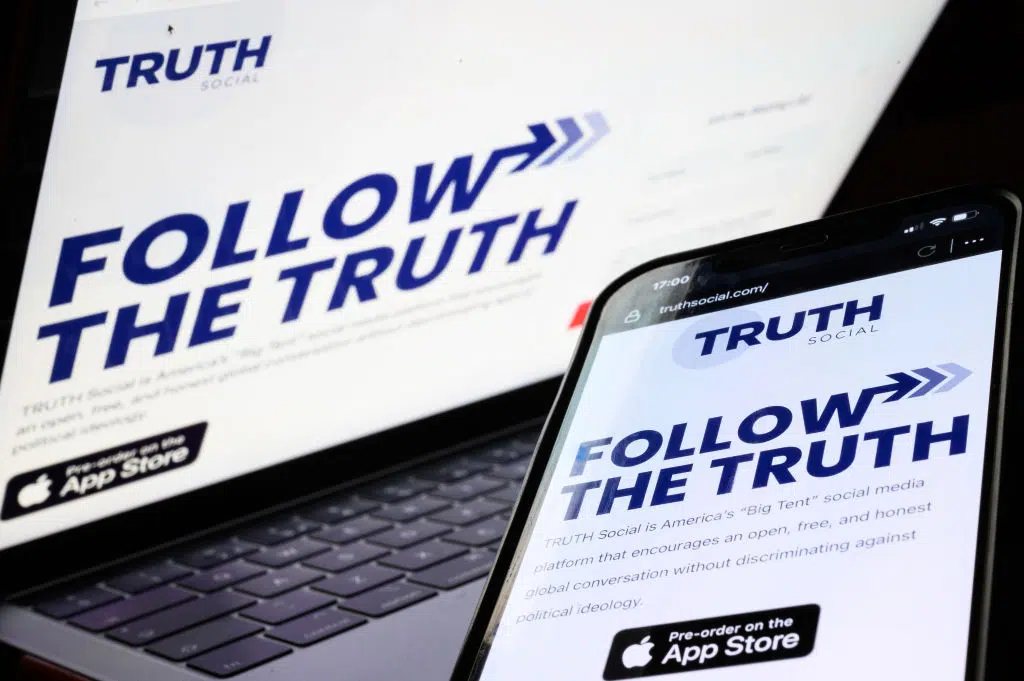 TRUTH
SOCIAL
FOLLOW
THE TRUTH
TRUTH Social is America's "Big Tent" social media
an open, free, and honest global conversation without discriminating against
political ideology.
Pre-order on the
App Store
17:00
truthsocial.com/
TRUTH
SOCIAL
FOLLOW
THE TRUTH
TRUTH Social is America's "Big Tent" social media
platform that encourages an open, free, and honest
global conversation without discriminating against
political ideology.
Pre-order on the
App Store